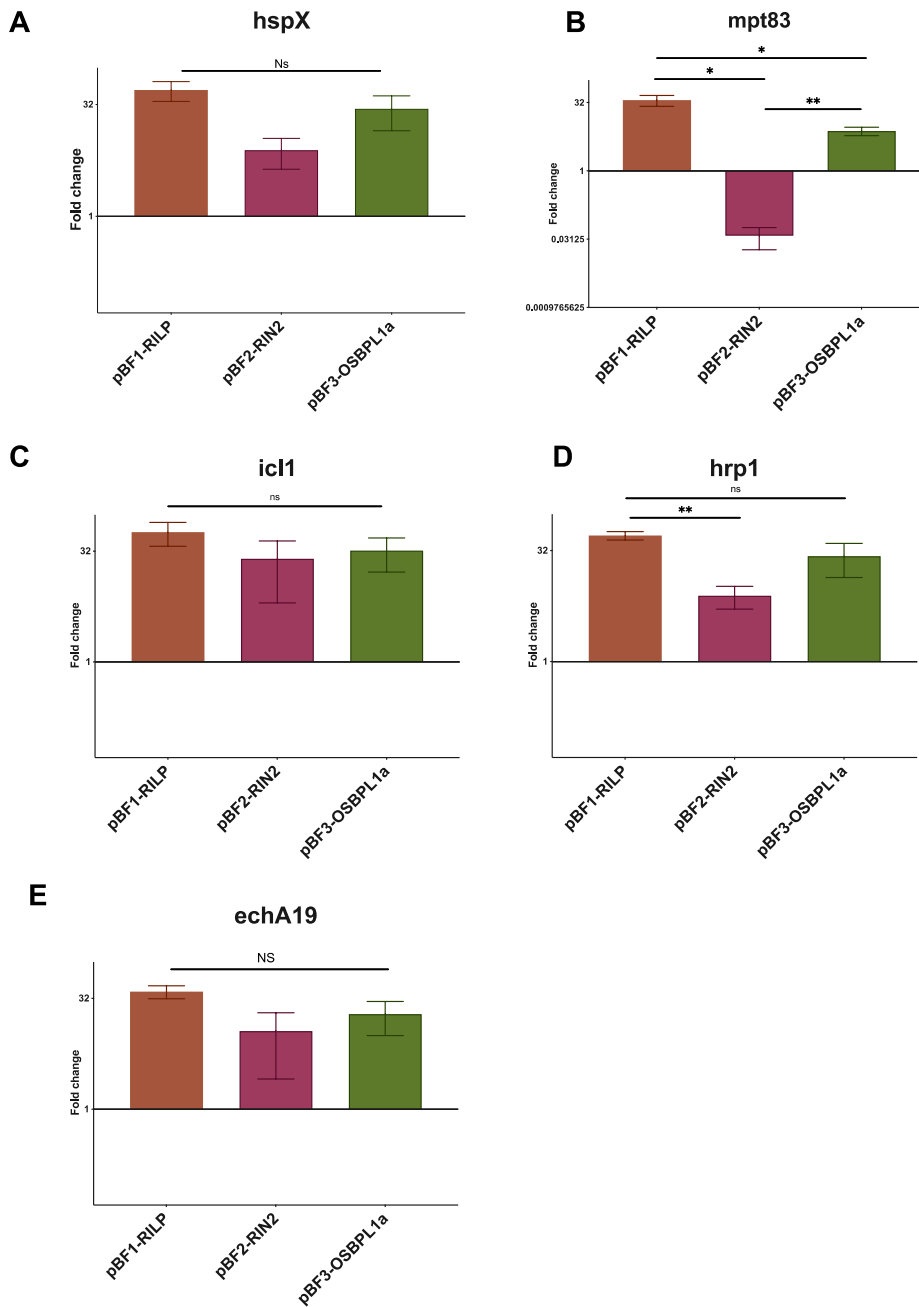 A
hspX
Ns
32
1
Fold change
pBF1-RILP
pBF2-RIN2
pBF3-OSBPL1a
B
mpt83
*
*
**
32
1
0.03125
0.0009765625
Fold change
pBF1-RILP
pBF2-RIN2
pBF3-OSBPL1a
C
icl1
ns
32
1
Fold change
pBF1-RILP
pBF2-RIN2
pBF3-OSBPL1a
D
hrp1
ns
**
32
1
Fold change
pBF1-RILP
pBF2-RIN2
pBF3-OSBPL1a
E
echA19
NS
32
1
Fold change
pBF1-RILP
pBF2-RIN2
pBF3-OSBPL1a